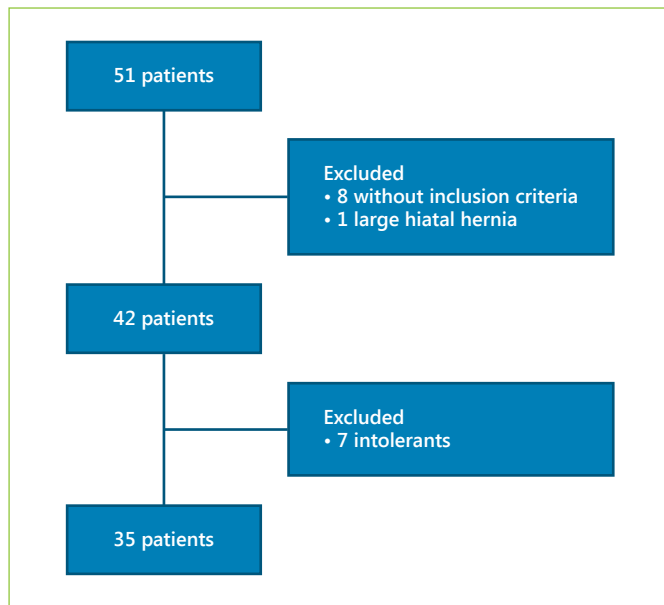 51 patients
Excluded
• 8 without inclusion criteria
• 1 large hiatal hernia
42 patients
Excluded
• 7 intolerants
35 patients